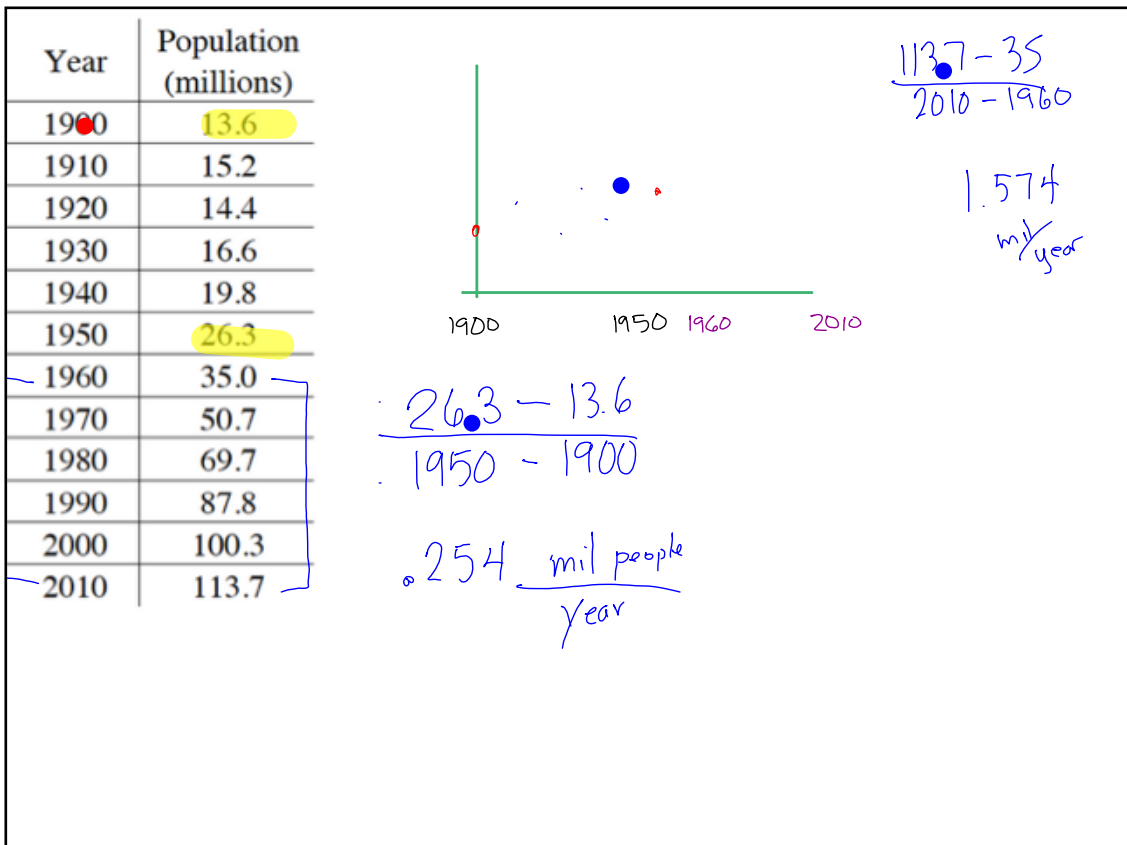 Year Population (millions)
1900 13.6
1910 15.2
1920 14.4
1930 16.6
1940 19.8
1950 26.3
1960 35.0
1970 50.7
1980 69.7
1990 87.8
2000 100.3
2010 113.7
1900 1950 1960 2010
26.3 - 13.6
1950 - 1900
.254 mil people
year
113.7 - 35
2010 - 1960
1.574
mil/year